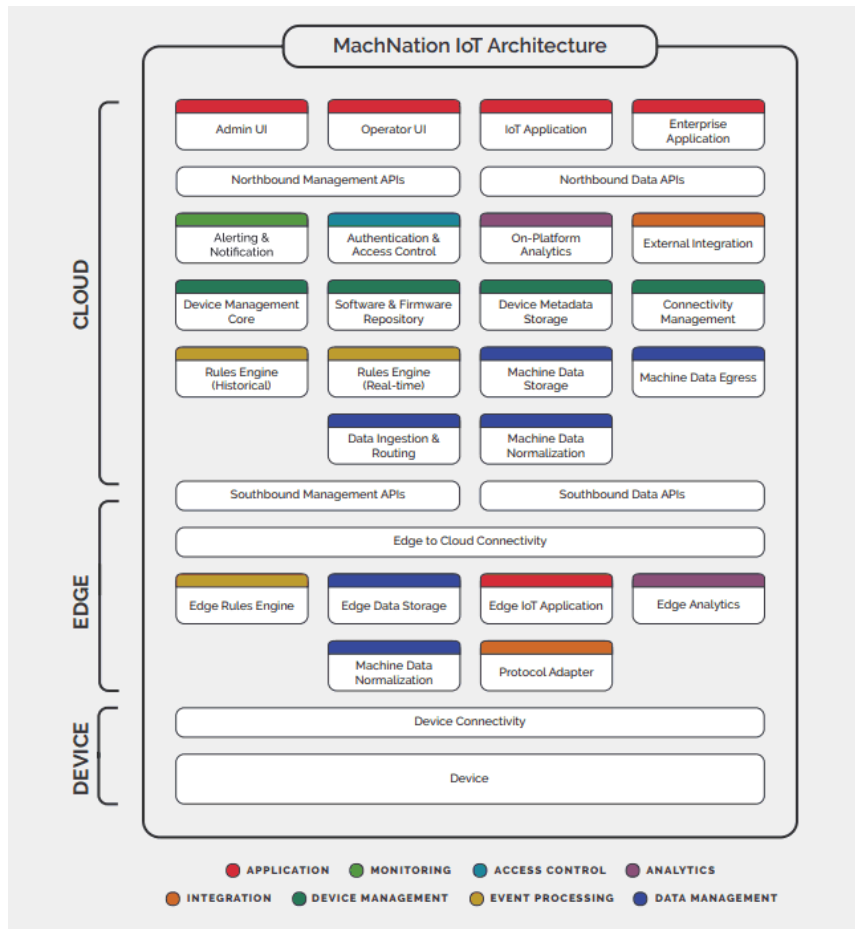 MachNation IoT Architecture
CLOUD
Admin UI
Operator UI
IoT Application
Enterprise
Application
Northbound Management APIs
Northbound Data APIs
Alerting &
Notification
Authentication &
Access Control
On-Platform
Analytics
External Integration
Device Management
Core
Software & Firmware
Repository
Device Metadata
Storage
Connectivity
Management
Rules Engine
(Historical)
Rules Engine
(Real-time)
Machine Data
Storage
Machine Data Egress
Data Ingestion &
Routing
Machine Data
Normalization
EDGE
Southbound Management APIs
Southbound Data APIs
Edge to Cloud Connectivity
Edge Rules Engine
Edge Data Storage
Edge IoT Application
Edge Analytics
Machine Data
Normalization
Protocol Adapter
DEVICE
Device Connectivity
Device
APPLICATION
MONITORING
ACCESS CONTROL
ANALYTICS
INTEGRATION
DEVICE MANAGEMENT
EVENT PROCESSING
DATA MANAGEMENT